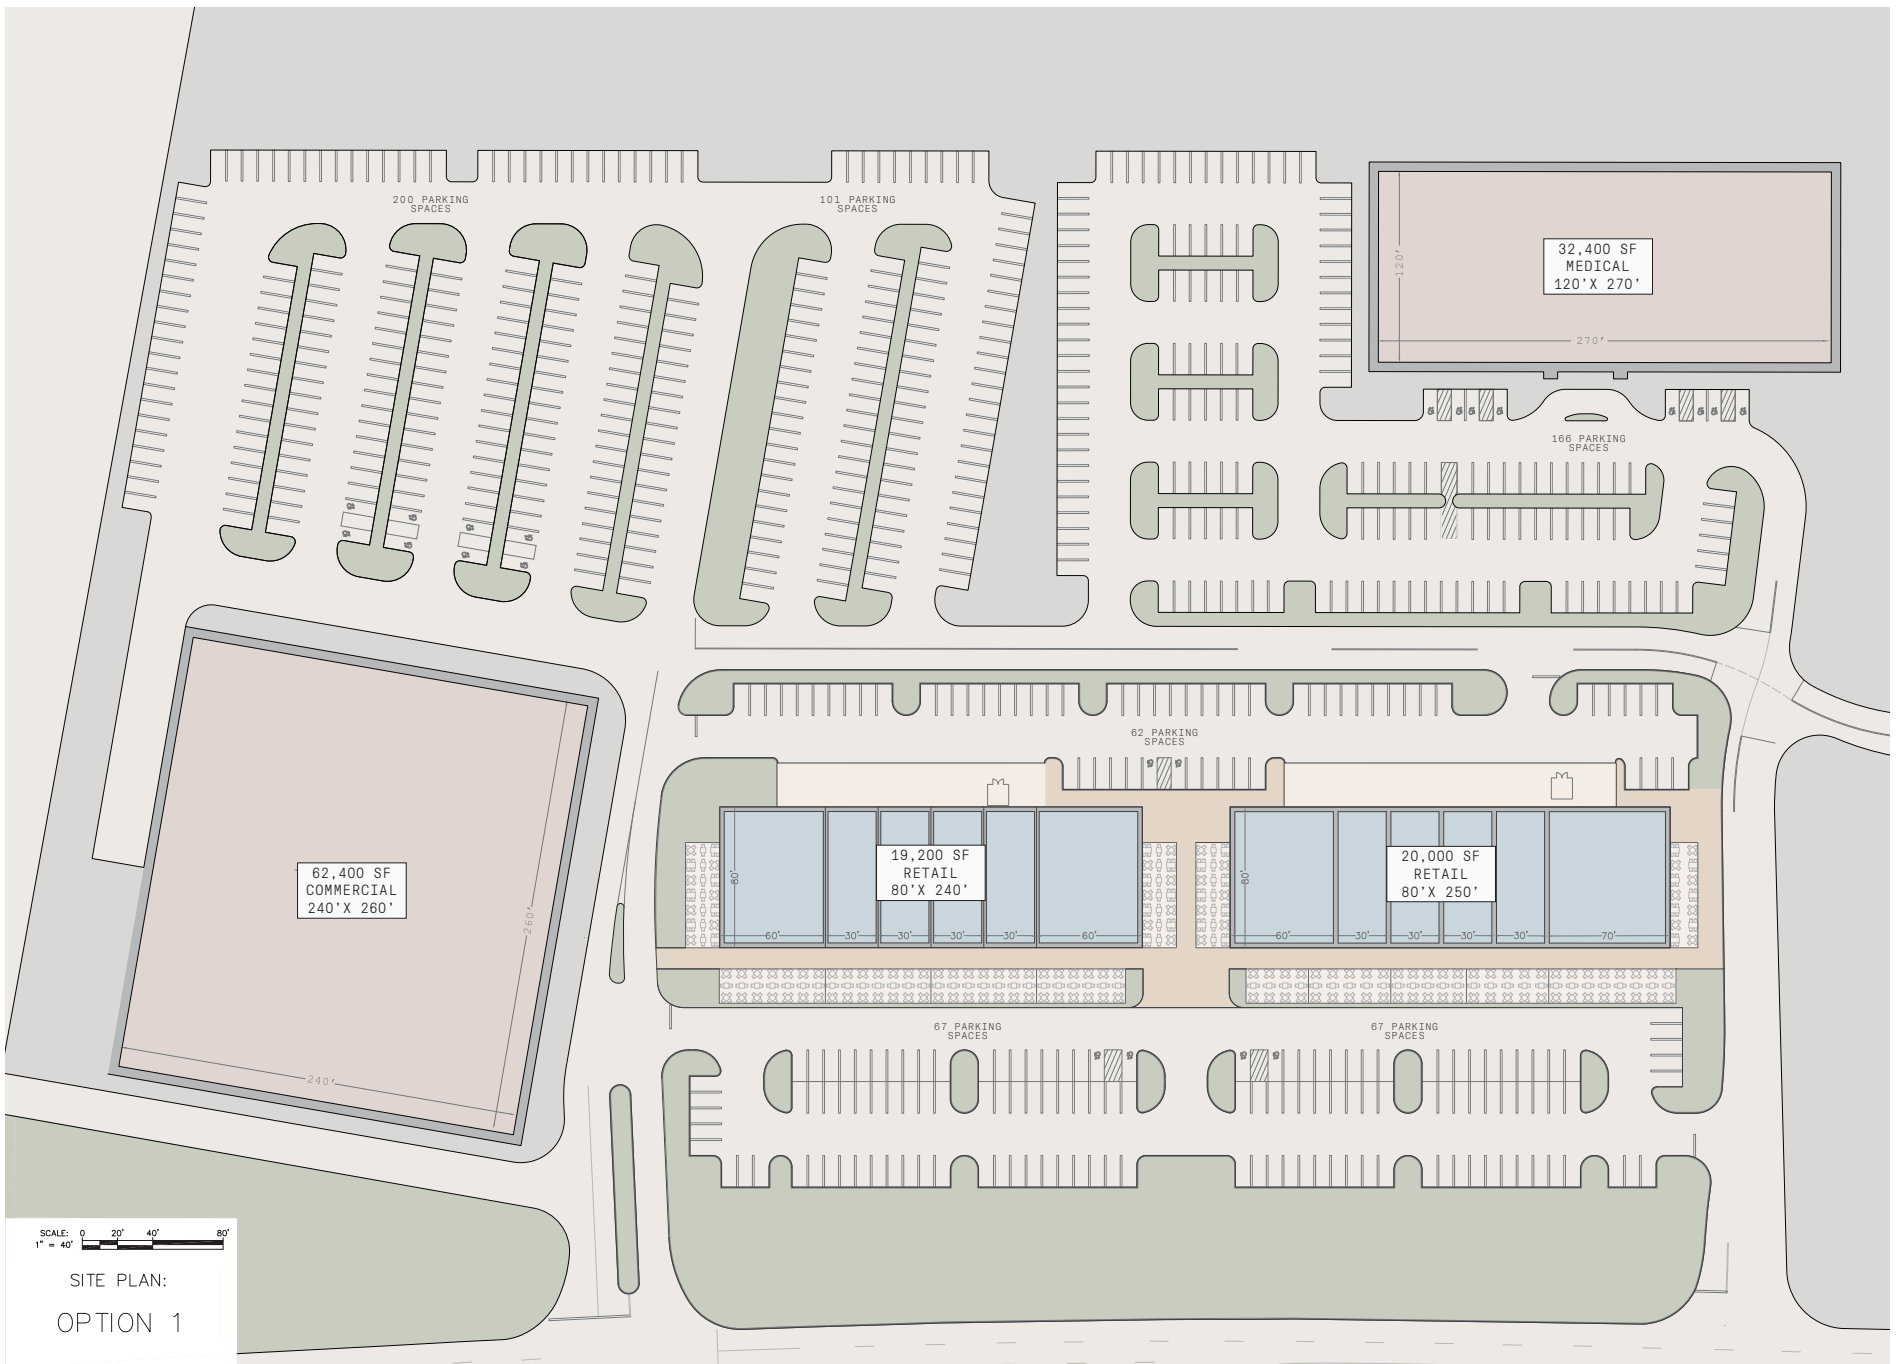 200 PARKING
SPACES
101 PARKING
SPACES
120'
32,400 SF
MEDICAL
120'X 270'
270'
166 PARKING
SPACES
62 PARKING
SPACES
62,400 SF
COMMERCIAL
240'X 260'
260'
240'
80'
19,200 SF
RETAIL
80'X 240'
60'
30'
30'
30'
30'
60'
80'
20,000 SF
RETAIL
80'X 250'
60'
30'
30'
30'
30'
70'
67 PARKING
SPACES
67 PARKING
SPACES
SCALE: 0 20' 40' 80'
1" = 40'
SITE PLAN:
OPTION 1